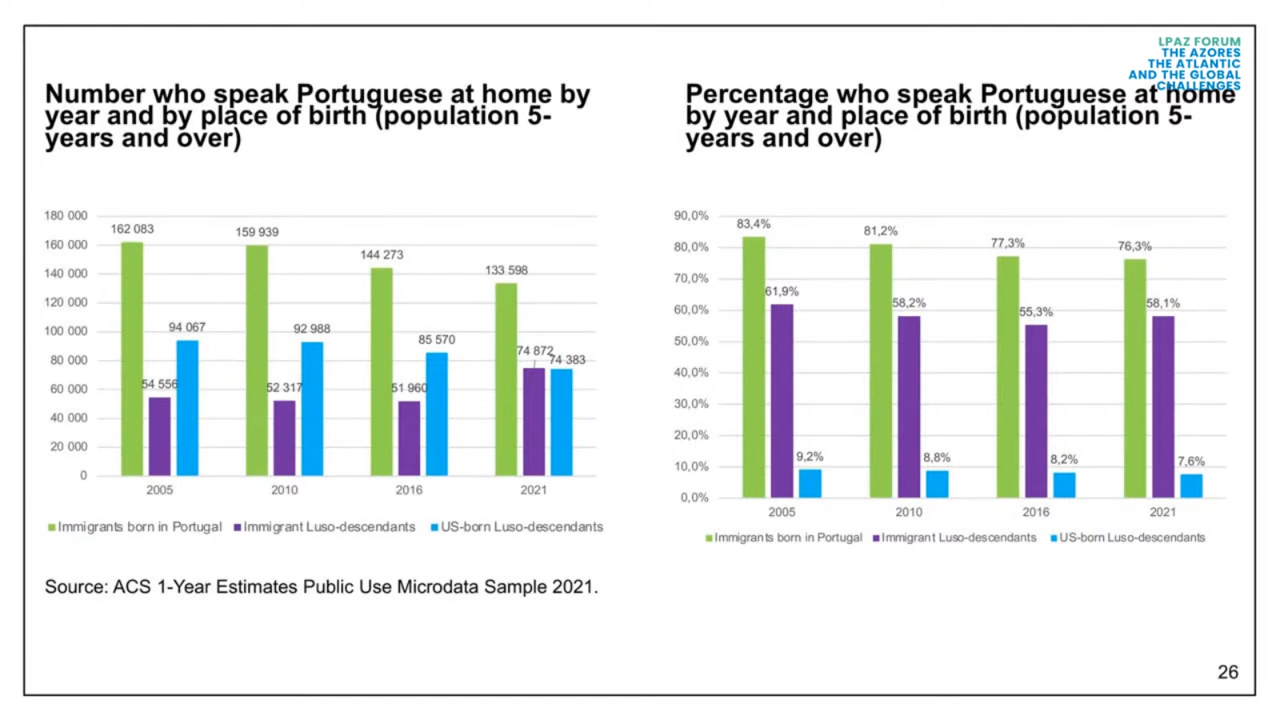 LPAZ FORUM
THE AZORES
THE ATLANTIC
AND THE GLOBAL
CHALLENGES
Number who speak Portuguese at home by
year and by place of birth (population 5-
years and over)
180 000
160 000
140 000
120 000
100 000
80 000
60 000
40 000
20 000
0
162 083
54 556
94 067
159 939
52 317
92 988
144 273
51 960
85 570
133 598
74 872
74 383
2005 2010 2016 2021
Immigrants born in Portugal Immigrant Luso-descendants US-born Luso-descendants
Source: ACS 1-Year Estimates Public Use Microdata Sample 2021.
Percentage who speak Portuguese at home
by year and place of birth (population 5-
years and over)
90,0%
80,0%
70,0%
60,0%
50,0%
40,0%
30,0%
20,0%
10,0%
0,0%
83,4%
61,9%
9,2%
81,2%
58,2%
8,8%
77,3%
55,3%
8,2%
76,3%
58,1%
7,6%
2005 2010 2016 2021
Immigrants born in Portugal Immigrant Luso-descendants US-born Luso-descendants
26